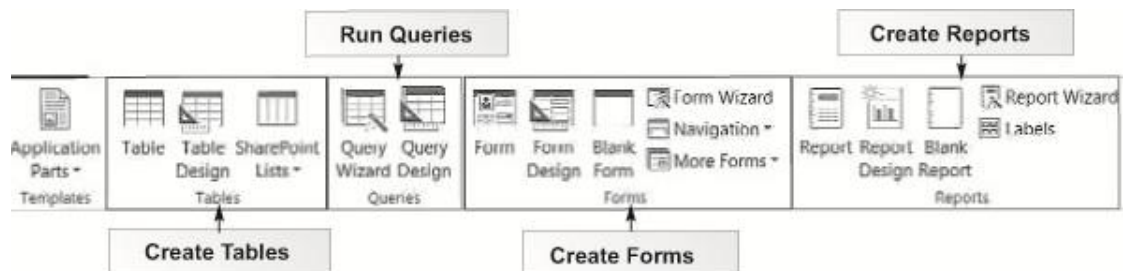 Run Queries
Create Reports
Application Parts
Table
Table Design
SharePoint Lists
Query Wizard
Query Design
Form
Form Design
Blank Form
Form Wizard
Navigation
More Forms
Report
Report Design
Blank Report
Report Wizard
Labels
Templates
Tables
Queries
Forms
Reports
Create Tables
Create Forms